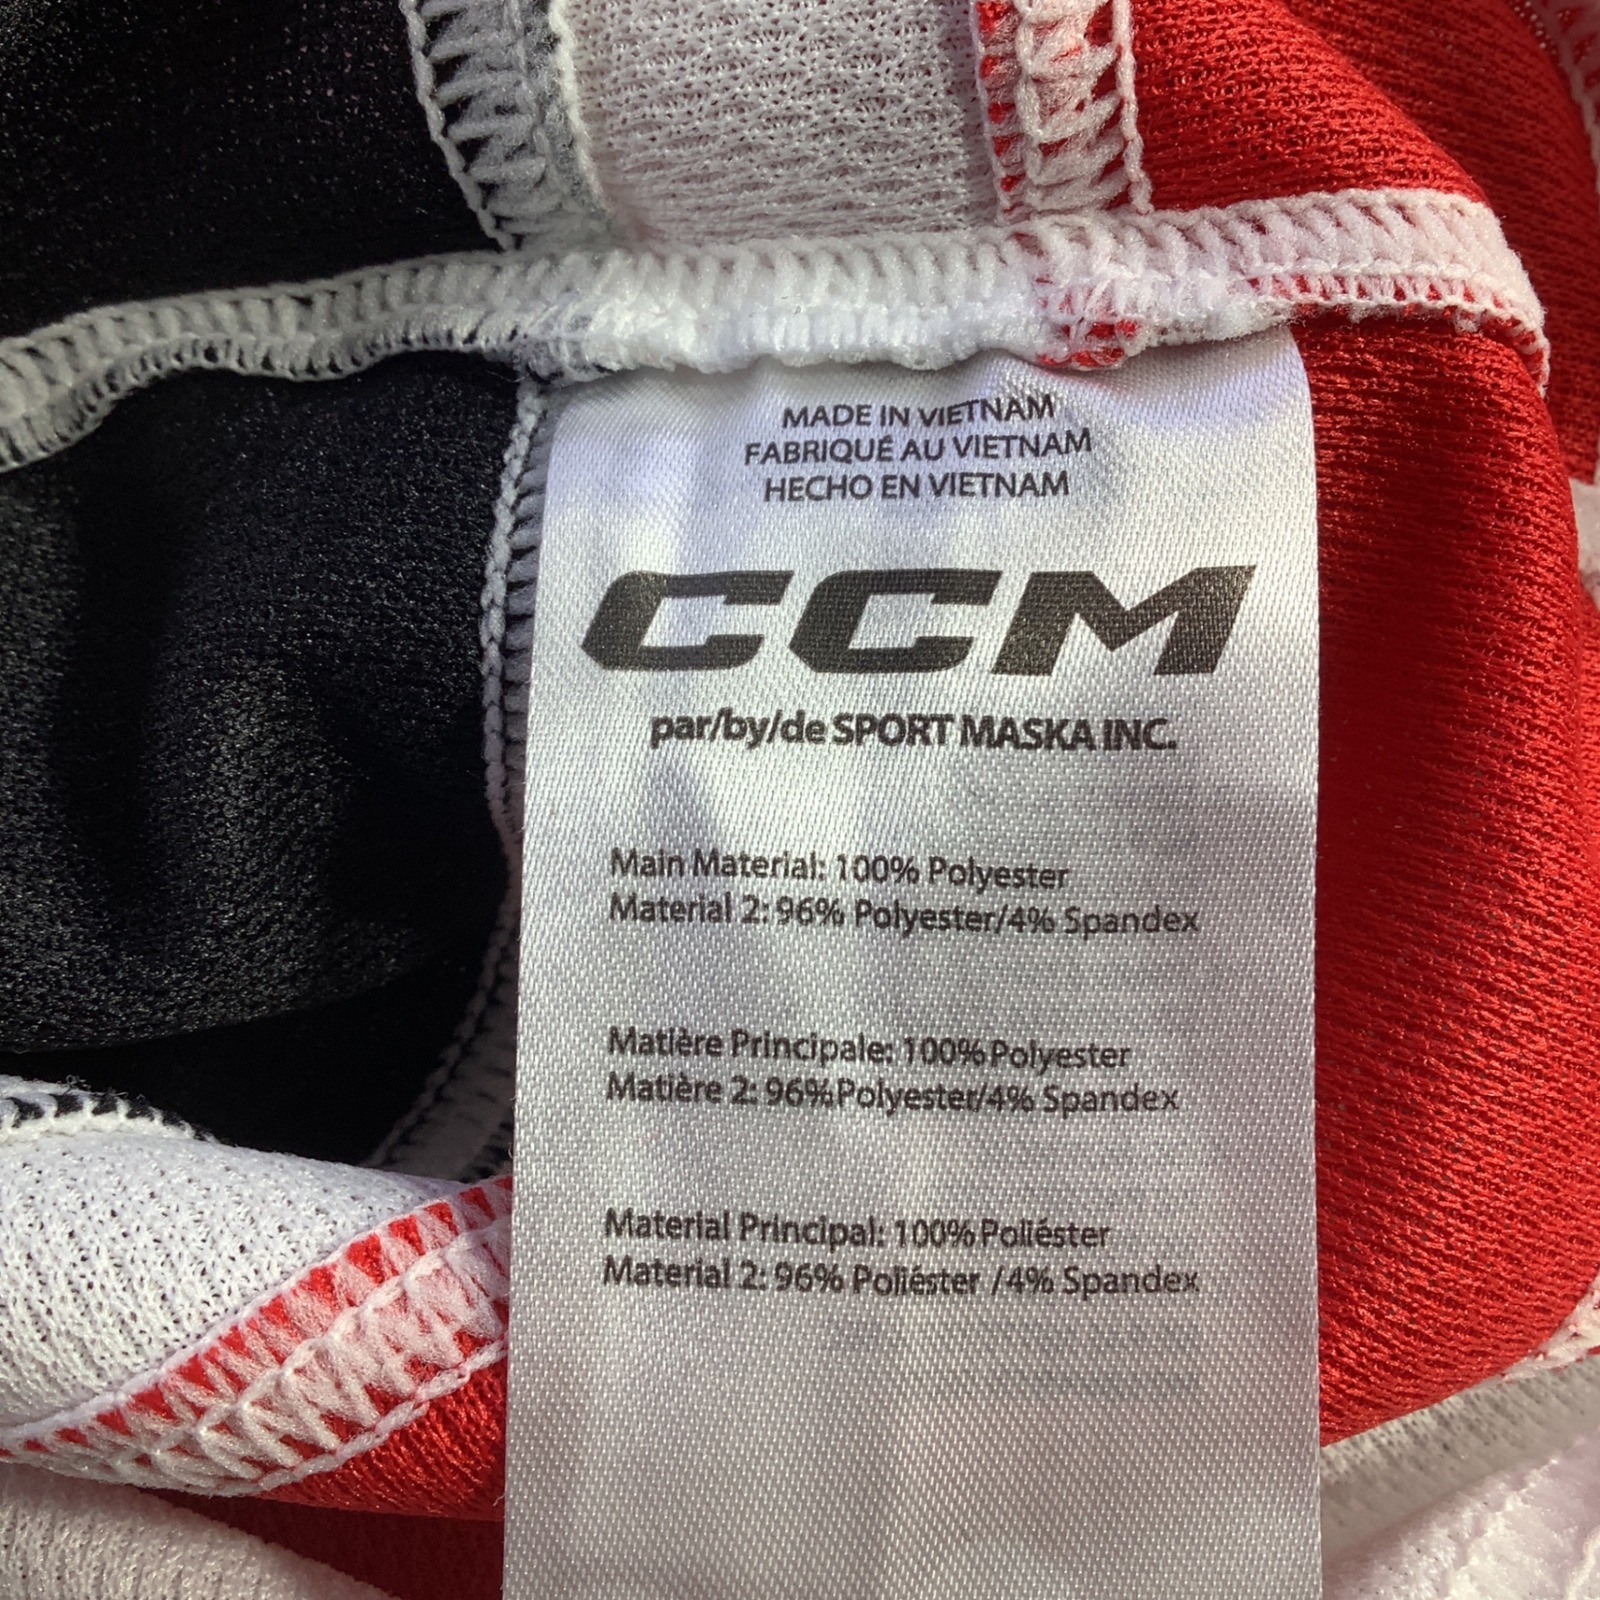 MADE IN VIETNAM
FABRIQUÉ AU VIETNAM
HECHO EN VIETNAM
CCM
par/by/de SPORT MASKA INC.
Main Material: 100% Polyester
Material 2: 96% Polyester/4% Spandex
Matière Principale: 100% Polyester
Matière 2: 96% Polyester/4% Spandex
Material Principal: 100% Poliéster
Material 2: 96% Poliéster /4% Spandex